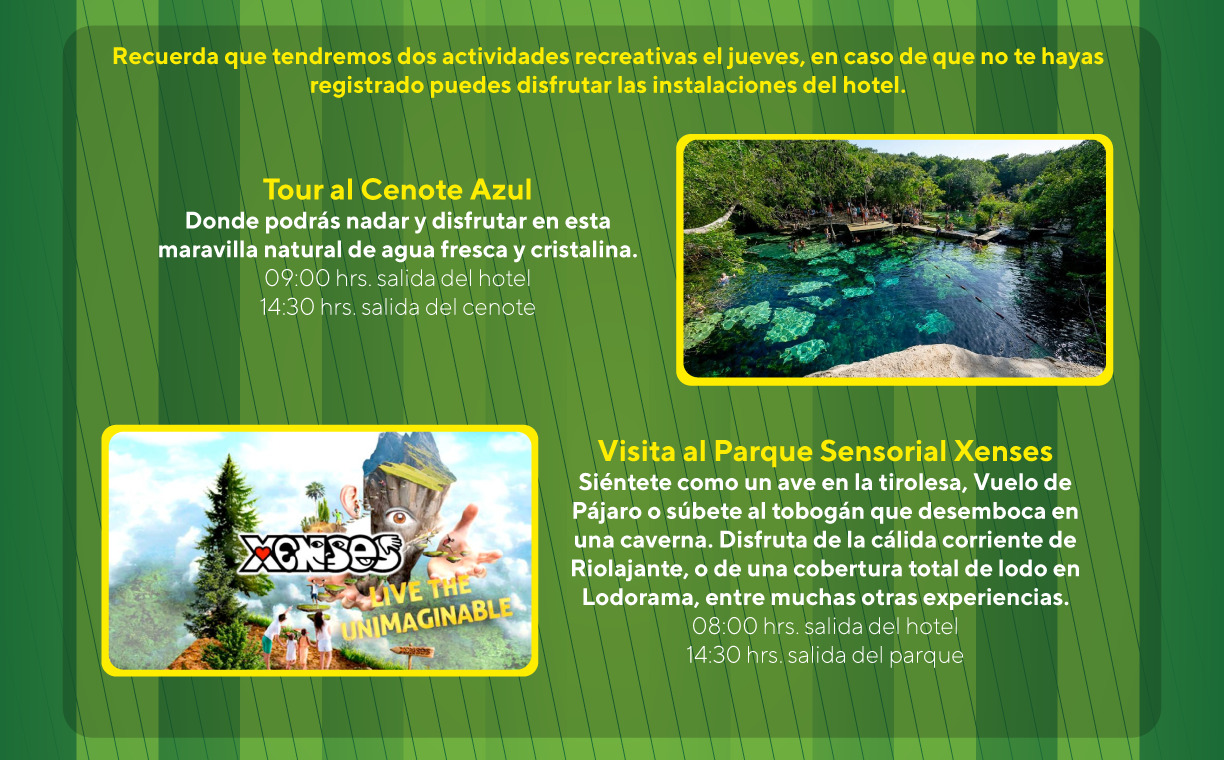 Recuerda que tendremos dos actividades recreativas el jueves, en caso de que no te hayas
registrado puedes disfrutar las instalaciones del hotel.
Tour al Cenote Azul
Donde podrás nadar y disfrutar en esta
maravilla natural de agua fresca y cristalina.
09:00 hrs. salida del hotel
14:30 hrs. salida del cenote
XENSES
LIVE THE
UNIMAGINABLE
Visita al Parque Sensorial Xenses
Siéntete como un ave en la tirolesa, Vuelo de
Pájaro o súbete al tobogán que desemboca en
una caverna. Disfruta de la cálida corriente de
Riolajante, o de una cobertura total de lodo en
Lodorama, entre muchas otras experiencias.
08:00 hrs. salida del hotel
14:30 hrs. salida del parque